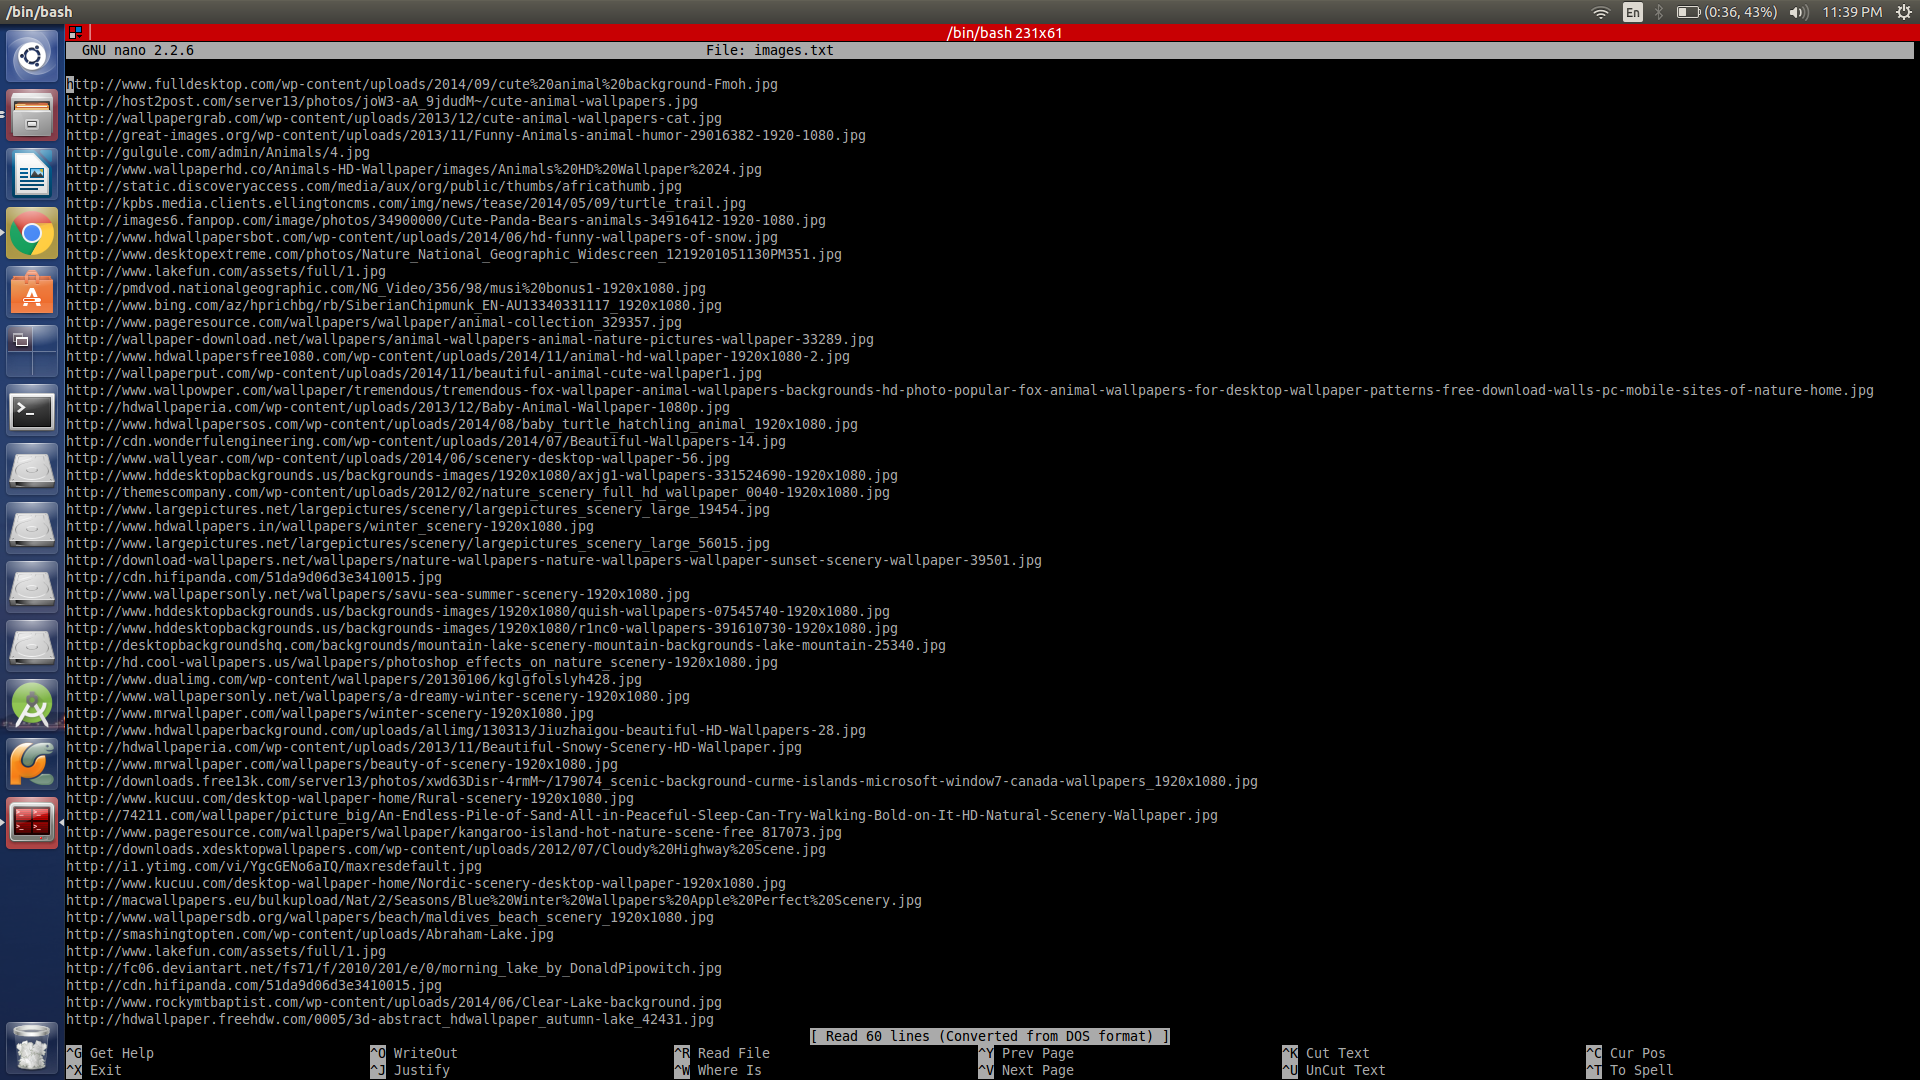 /bin/bash
En (0:36, 43%) 11:39 PM
/bin/bash 231x61
GNU nano 2.2.6 File: images.txt
http://www.fulldesktop.com/wp-content/uploads/2014/09/cute%20animal%20background-Fmoh.jpg
http://host2post.com/server13/photos/joW3-aA_9jdudM~/cute-animal-wallpapers.jpg
http://wallpapergrab.com/wp-content/uploads/2013/12/cute-animal-wallpapers-cat.jpg
http://great-images.org/wp-content/uploads/2013/11/Funny-Animals-animal-humor-29016382-1920-1080.jpg
http://gulgule.com/admin/Animals/4.jpg
http://www.wallpaperhd.co/Animals-HD-Wallpaper/images/Animals%20HD%20Wallpaper%2024.jpg
http://static.discoveryaccess.com/media/aux/org/public/thumbs/africathumb.jpg
http://kpbs.media.clients.ellingtoncms.com/img/news/tease/2014/05/09/turtle_trail.jpg
http://images6.fanpop.com/image/photos/34900000/Cute-Panda-Bears-animals-34916412-1920-1080.jpg
http://www.hdwallpapersbot.com/wp-content/uploads/2014/06/hd-funny-wallpapers-of-snow.jpg
http://www.desktopextreme.com/photos/Nature_National_Geographic_Widescreen_1219201051130PM351.jpg
http://www.lakefun.com/assets/full/1.jpg
http://pmdvod.nationalgeographic.com/NG_Video/356/98/musi%20bonus1-1920x1080.jpg
http://www.bing.com/az/hprichbg/rb/SiberianChipmunk_EN-AU13340331117_1920x1080.jpg
http://www.pageresource.com/wallpapers/wallpaper/animal-collection_329357.jpg
http://wallpaper-download.net/wallpapers/animal-wallpapers-animal-nature-pictures-wallpaper-33289.jpg
http://www.hdwallpapersfree1080.com/wp-content/uploads/2014/11/animal-hd-wallpaper-1920x1080-2.jpg
http://wallpaperput.com/wp-content/uploads/2014/11/beautiful-animal-cute-wallpaper1.jpg
http://www.wallpowper.com/wallpaper/tremendous/tremendous-fox-wallpaper-animal-wallpapers-backgrounds-hd-photo-popular-fox-animal-wallpapers-for-desktop-wallpaper-patterns-free-download-walls-pc-mobile-sites-of-nature-home.jpg
http://hdwallpaperia.com/wp-content/uploads/2013/12/Baby-Animal-Wallpaper-1080p.jpg
http://www.hdwallpapersos.com/wp-content/uploads/2014/08/baby_turtle_hatchling_animal_1920x1080.jpg
http://cdn.wonderfulengineering.com/wp-content/uploads/2014/07/Beautiful-Wallpapers-14.jpg
http://www.wallyear.com/wp-content/uploads/2014/06/scenery-desktop-wallpaper-56.jpg
http://www.hddesktopbackgrounds.us/backgrounds-images/1920x1080/axjg1-wallpapers-331524690-1920x1080.jpg
http://themescompany.com/wp-content/uploads/2012/02/nature_scenery_full_hd_wallpaper_0040-1920x1080.jpg
http://www.largepictures.net/largepictures/scenery/largepictures_scenery_large_19454.jpg
http://www.hdwallpapers.in/wallpapers/winter_scenery-1920x1080.jpg
http://www.largepictures.net/largepictures/scenery/largepictures_scenery_large_56015.jpg
http://download-wallpapers.net/wallpapers/nature-wallpapers-nature-wallpapers-wallpaper-sunset-scenery-wallpaper-39501.jpg
http://cdn.hifipanda.com/51da9d06d3e3410015.jpg
http://www.wallpapersonly.net/wallpapers/savu-sea-summer-scenery-1920x1080.jpg
http://www.hddesktopbackgrounds.us/backgrounds-images/1920x1080/quish-wallpapers-07545740-1920x1080.jpg
http://www.hddesktopbackgrounds.us/backgrounds-images/1920x1080/r1nc0-wallpapers-391610730-1920x1080.jpg
http://desktopbackgroundshq.com/backgrounds/mountain-lake-scenery-mountain-backgrounds-lake-mountain-25340.jpg
http://hd.cool-wallpapers.us/wallpapers/photoshop_effects_on_nature_scenery-1920x1080.jpg
http://www.dualimg.com/wp-content/wallpapers/20130106/kglgfolslyh428.jpg
http://www.wallpapersonly.net/wallpapers/a-dreamy-winter-scenery-1920x1080.jpg
http://www.mrwallpaper.com/wallpapers/winter-scenery-1920x1080.jpg
http://www.hdwallpaperbackground.com/uploads/allimg/130313/Jiuzhaigou-beautiful-HD-Wallpapers-28.jpg
http://hdwallpaperia.com/wp-content/uploads/2013/11/Beautiful-Snowy-Scenery-HD-Wallpaper.jpg
http://www.mrwallpaper.com/wallpapers/beauty-of-scenery-1920x1080.jpg
http://downloads.free13k.com/server13/photos/xwd63Disr-4rmM~/179074_scenic-background-curme-islands-microsoft-window7-canada-wallpapers_1920x1080.jpg
http://www.kucuu.com/desktop-wallpaper-home/Rural-scenery-1920x1080.jpg
http://74211.com/wallpaper/picture_big/An-Endless-Pile-of-Sand-All-in-Peaceful-Sleep-Can-Try-Walking-Bold-on-It-HD-Natural-Scenery-Wallpaper.jpg
http://www.pageresource.com/wallpapers/wallpaper/kangaroo-island-hot-nature-scene-free_817073.jpg
http://downloads.xdesktopwallpapers.com/wp-content/uploads/2012/07/Cloudy%20Highway%20Scene.jpg
http://i1.ytimg.com/vi/YgcGENo6aIQ/maxresdefault.jpg
http://www.kucuu.com/desktop-wallpaper-home/Nordic-scenery-desktop-wallpaper-1920x1080.jpg
http://macwallpapers.eu/bulkupload/Nat/2/Seasons/Blue%20Winter%20Wallpapers%20Apple%20Perfect%20Scenery.jpg
http://www.wallpapersdb.org/wallpapers/beach/maldives_beach_scenery_1920x1080.jpg
http://smashingtopten.com/wp-content/uploads/Abraham-Lake.jpg
http://www.lakefun.com/assets/full/1.jpg
http://fc06.deviantart.net/fs71/f/2010/201/e/0/morning_lake_by_DonaldPipowitch.jpg
http://cdn.hifipanda.com/51da9d06d3e3410015.jpg
http://www.rockymtbaptist.com/wp-content/uploads/2014/06/Clear-Lake-background.jpg
http://hdwallpaper.freehdw.com/0005/3d-abstract_hdwallpaper_autumn-lake_42431.jpg
[ Read 60 lines (Converted from DOS format) ]
^G Get Help ^O WriteOut ^R Read File ^Y Prev Page ^K Cut Text ^C Cur Pos
^X Exit ^J Justify ^W Where Is ^V Next Page ^U UnCut Text ^T To Spell